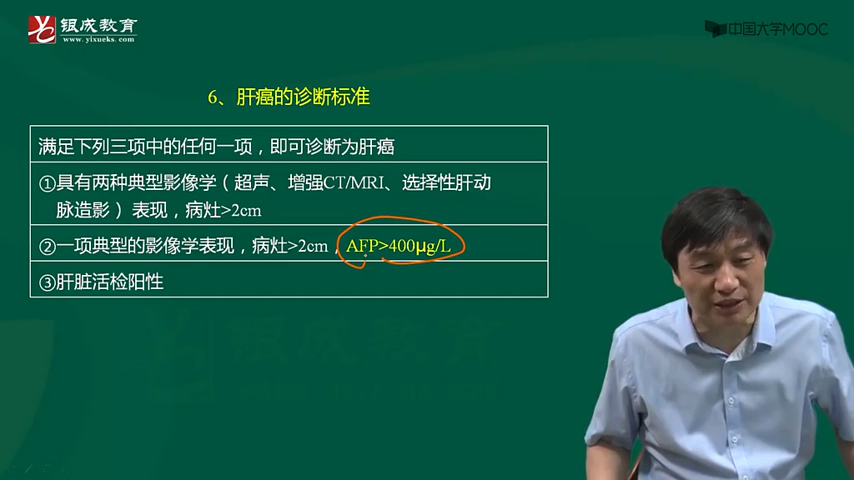 银成教育
www.yixueks.com
中国大学MOOC
6、肝癌的诊断标准
满足下列三项中的任何一项，即可诊断为肝癌
①具有两种典型影像学（超声、增强CT/MRI、选择性肝动
脉造影）表现，病灶>2cm
②一项典型的影像学表现，病灶>2cm，AFP>400μg/L
③肝脏活检阳性
银成教育